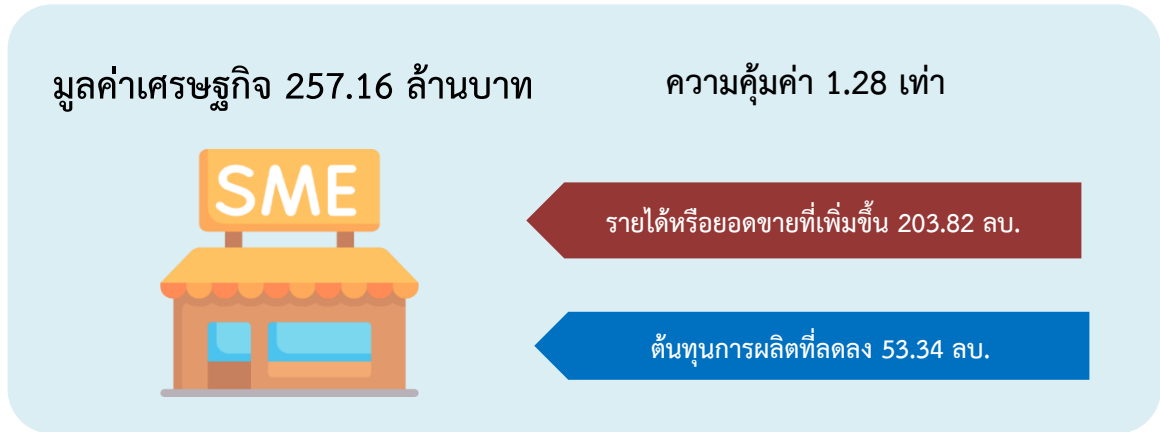 มูลค่าเศรษฐกิจ 257.16 ล้านบาท
ความคุ้มค่า 1.28 เท่า
SME
รายได้หรือยอดขายที่เพิ่มขึ้น 203.82 ลบ.
ต้นทุนการผลิตที่ลดลง 53.34 ลบ.